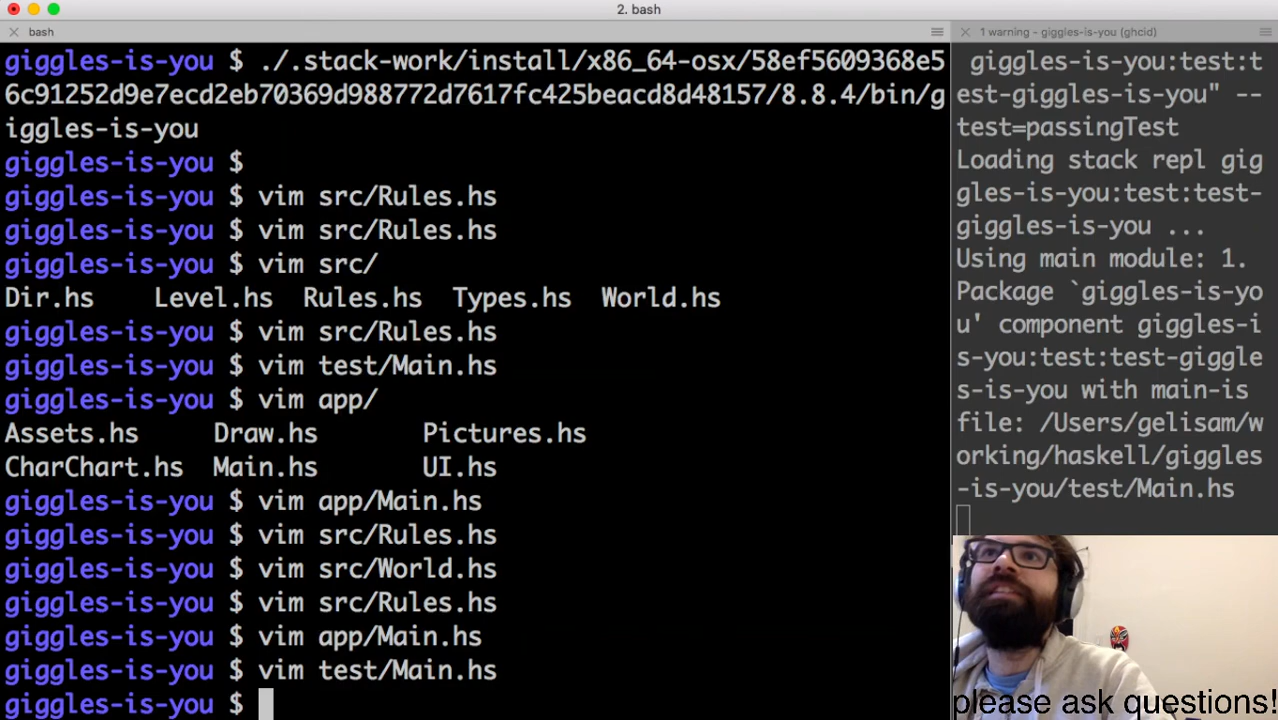 2. bash
bash
giggles-is-you $ ./.stack-work/install/x86_64-osx/58ef5609368e5
6c91252d9e7ecd2eb70369d988772d7617fc425beacd8d48157/8.8.4/bin/g
iggles-is-you
giggles-is-you $
giggles-is-you $ vim src/Rules.hs
giggles-is-you $ vim src/Rules.hs
giggles-is-you $ vim src/
Dir.hs    Level.hs  Rules.hs  Types.hs  World.hs
giggles-is-you $ vim src/Rules.hs
giggles-is-you $ vim test/Main.hs
giggles-is-you $ vim app/
Assets.hs     Draw.hs       Pictures.hs
CharChart.hs  Main.hs       UI.hs
giggles-is-you $ vim app/Main.hs
giggles-is-you $ vim src/Rules.hs
giggles-is-you $ vim src/World.hs
giggles-is-you $ vim src/Rules.hs
giggles-is-you $ vim app/Main.hs
giggles-is-you $ vim test/Main.hs
giggles-is-you $
1 warning - giggles-is-you (ghcid)
giggles-is-you:test:t
est-giggles-is-you" --
test=passingTest
Loading stack repl gig
gles-is-you:test:test-
giggles-is-you ...
Using main module: 1.
Package `giggles-is-yo
u' component giggles-i
s-you:test:test-giggle
s-is-you with main-is
file: /Users/gelisam/w
orking/haskell/giggles
-is-you/test/Main.hs
please ask questions!